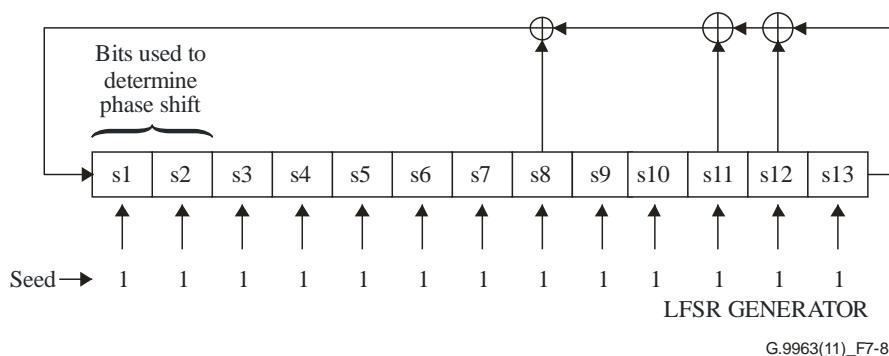 Bits used to
determine
phase shift
s1 s2 s3 s4 s5 s6 s7 s8 s9 s10 s11 s12 s13
Seed 1 1 1 1 1 1 1 1 1 1 1 1 1
LFSR GENERATOR
G.9963(11)_F7-8